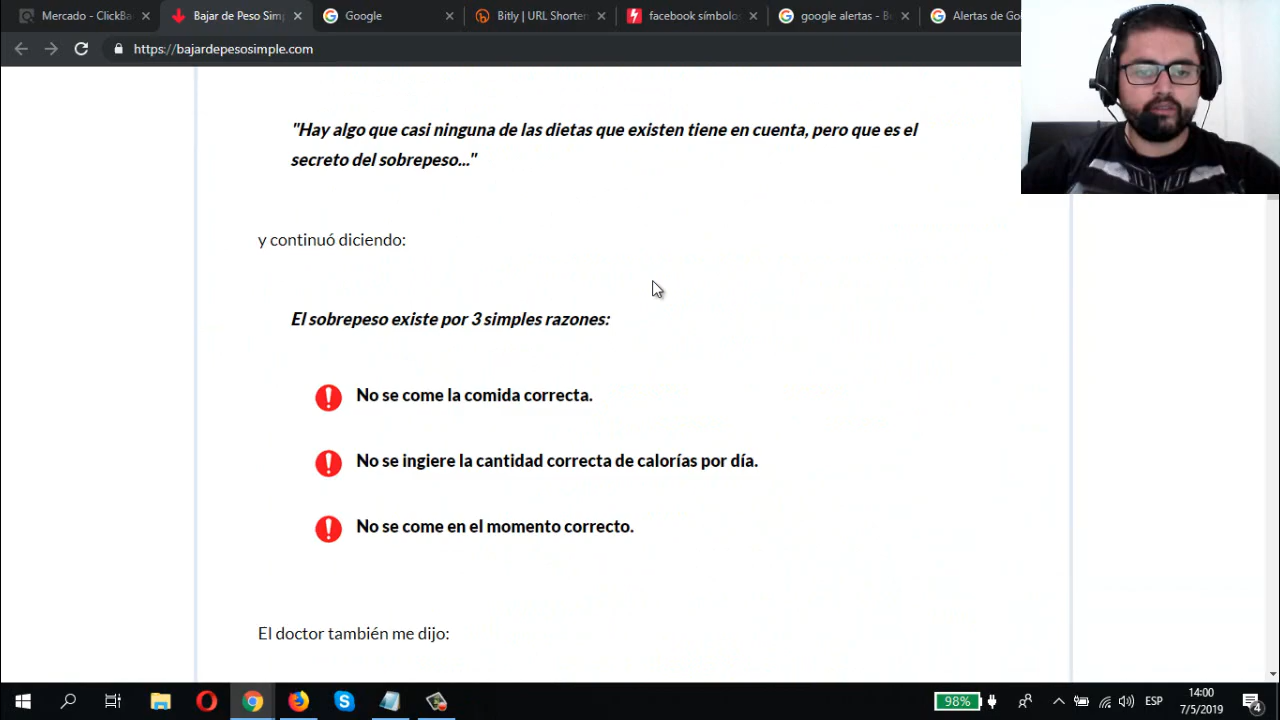 Mercado - ClickBa
Bajar de Peso Simp
Google
Bitly | URL Shorten
facebook símbolos
google alertas - Bu
Alertas de Go
https://bajardepesosimple.com
"Hay algo que casi ninguna de las dietas que existen tiene en cuenta, pero que es el
secreto del sobrepeso..."
y continuó diciendo:
El sobrepeso existe por 3 simples razones:
No se come la comida correcta.
No se ingiere la cantidad correcta de calorías por día.
No se come en el momento correcto.
El doctor también me dijo:
98%
ESP
14:00
7/5/2019
4